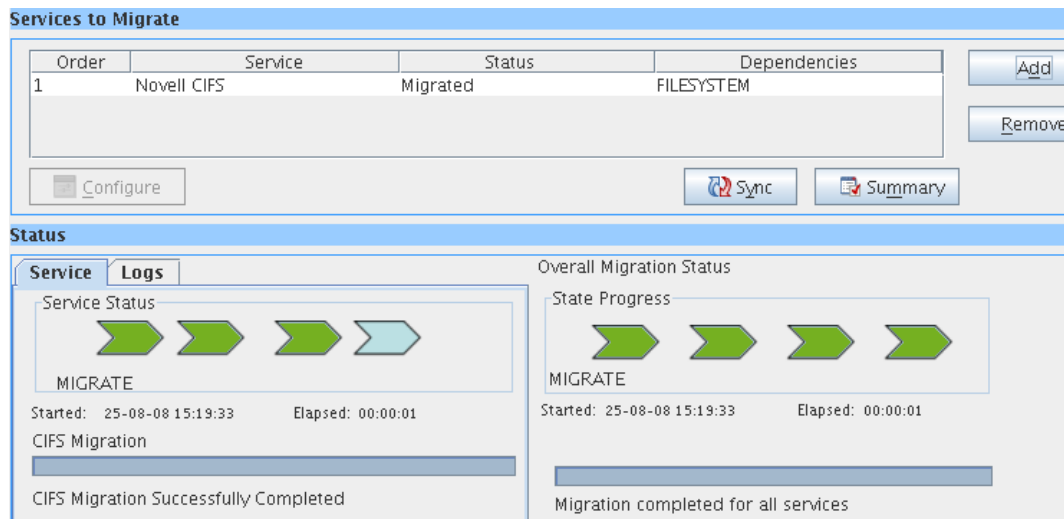 Services to Migrate
Order Service Status Dependencies
1 Novell CIFS Migrated FILESYSTEM
Add
Remove
Configure Sync Summary
Status
Service Logs
Service Status
MIGRATE
Started: 25-08-08 15:19:33 Elapsed: 00:00:01
CIFS Migration
CIFS Migration Successfully Completed
Overall Migration Status
State Progress
MIGRATE
Started: 25-08-08 15:19:33 Elapsed: 00:00:01
Migration completed for all services